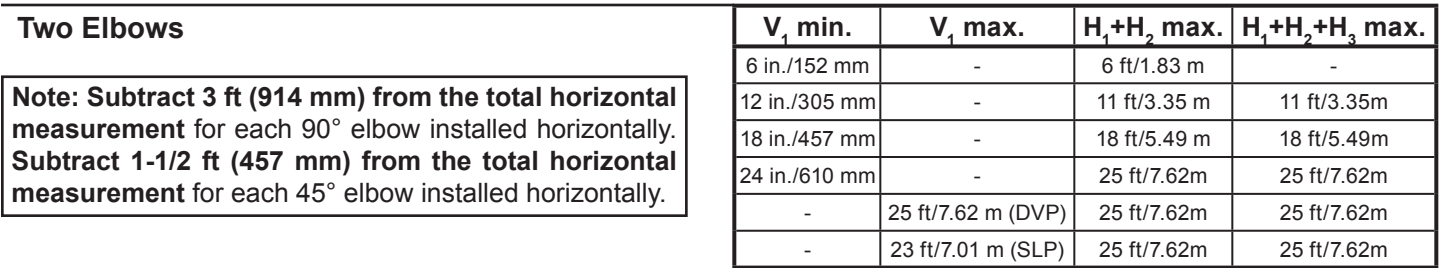 Two Elbows
Note: Subtract 3 ft (914 mm) from the total horizontal
measurement for each 90° elbow installed horizontally.
Subtract 1-1/2 ft (457 mm) from the total horizontal
measurement for each 45° elbow installed horizontally.
V1 min. V1 max. H1+H2 max. H1+H2+H3 max.
6 in./152 mm - 6 ft/1.83 m -
12 in./305 mm - 11 ft/3.35 m 11 ft/3.35m
18 in./457 mm - 18 ft/5.49 m 18 ft/5.49m
24 in./610 mm - 25 ft/7.62m 25 ft/7.62m
- 25 ft/7.62 m (DVP) 25 ft/7.62m 25 ft/7.62m
- 23 ft/7.01 m (SLP) 25 ft/7.62m 25 ft/7.62m